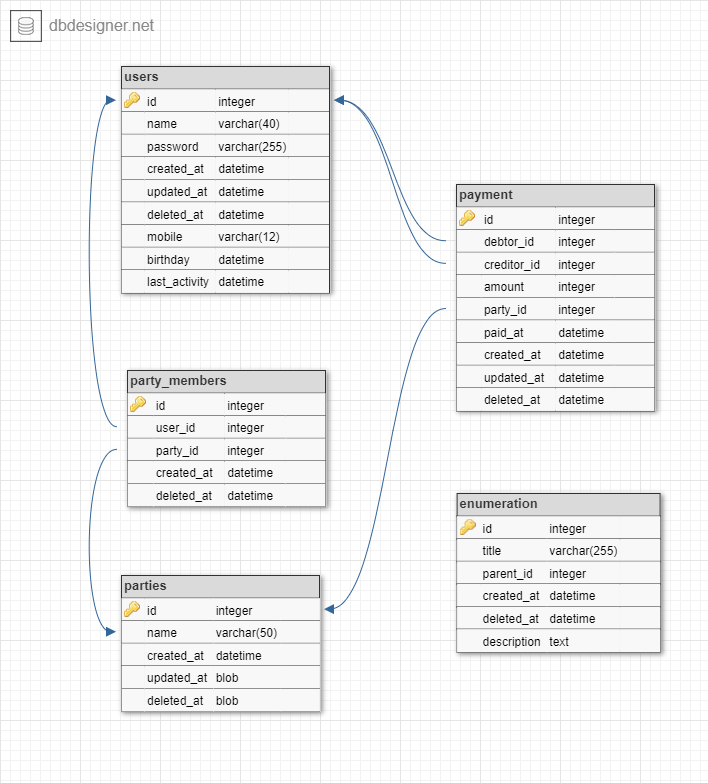 dbdesigner.net
users
id integer
name varchar(40)
password varchar(255)
created_at datetime
updated_at datetime
deleted_at datetime
mobile varchar(12)
birthday datetime
last_activity datetime
payment
id integer
debtor_id integer
creditor_id integer
amount integer
party_id integer
paid_at datetime
created_at datetime
updated_at datetime
deleted_at datetime
party_members
id integer
user_id integer
party_id integer
created_at datetime
deleted_at datetime
enumeration
id integer
title varchar(255)
parent_id integer
created_at datetime
deleted_at datetime
description text
parties
id integer
name varchar(50)
created_at datetime
updated_at blob
deleted_at blob